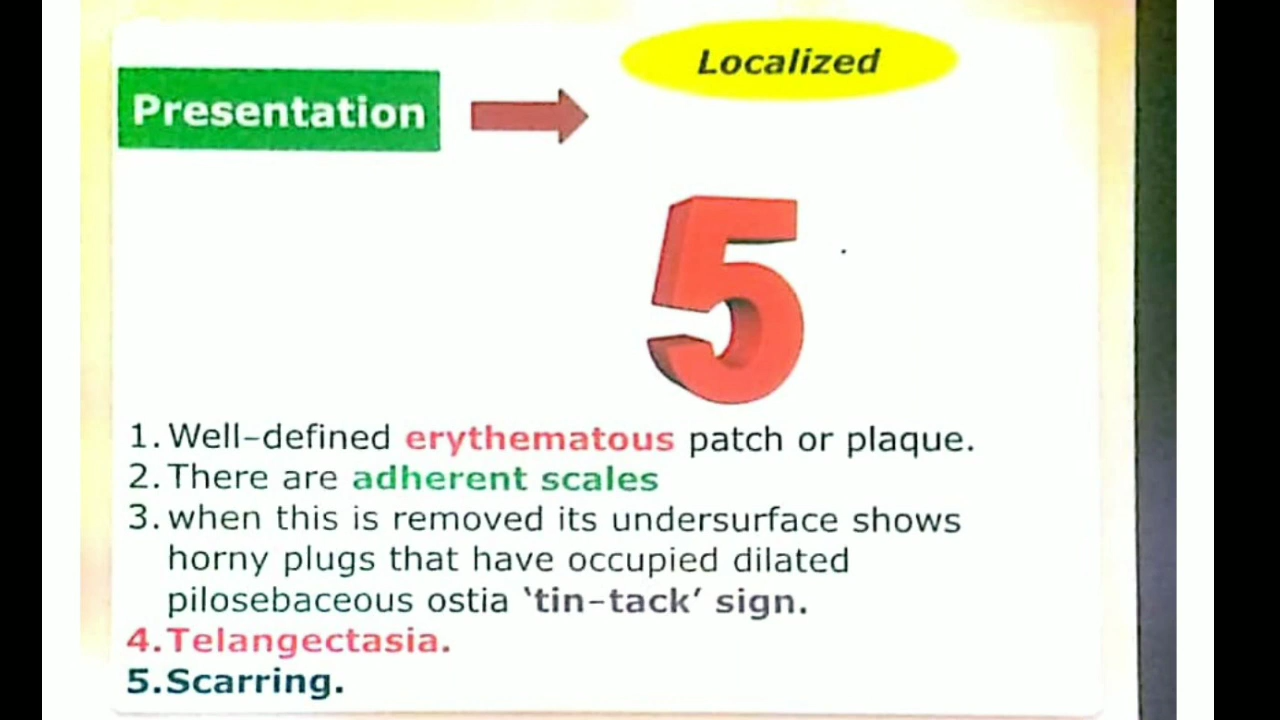 Localized
Presentation
5
1. Well-defined erythematous patch or plaque.
2. There are adherent scales
3. when this is removed its undersurface shows
horny plugs that have occupied dilated
pilosebaceous ostia ‘tin-tack’ sign.
4.Telangectasia.
5.Scarring.